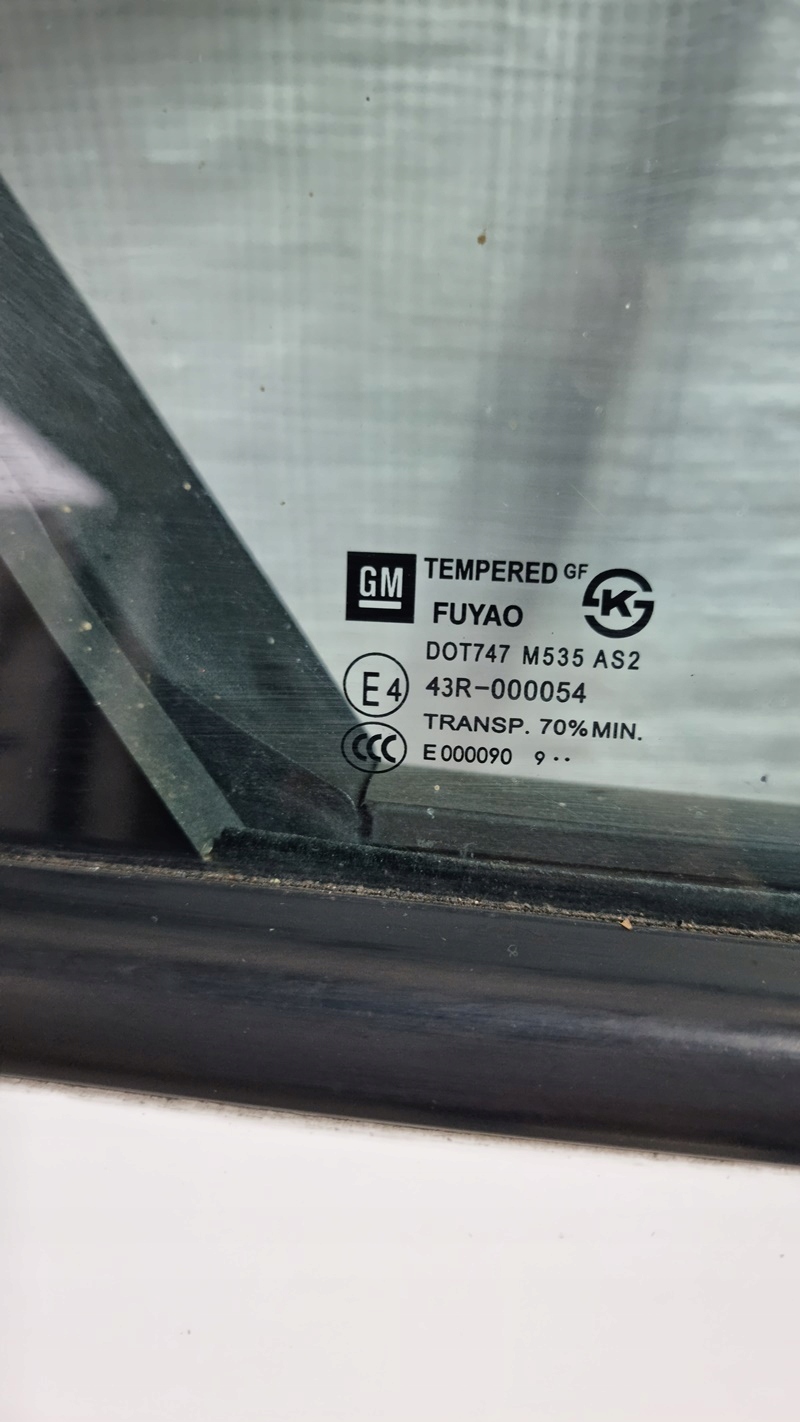 GM TEMPERED GF
K
FUYAO
DOT747 M535 AS2
E4 43R-000054
TRANSP. 70% MIN.
CCC E000090 9••